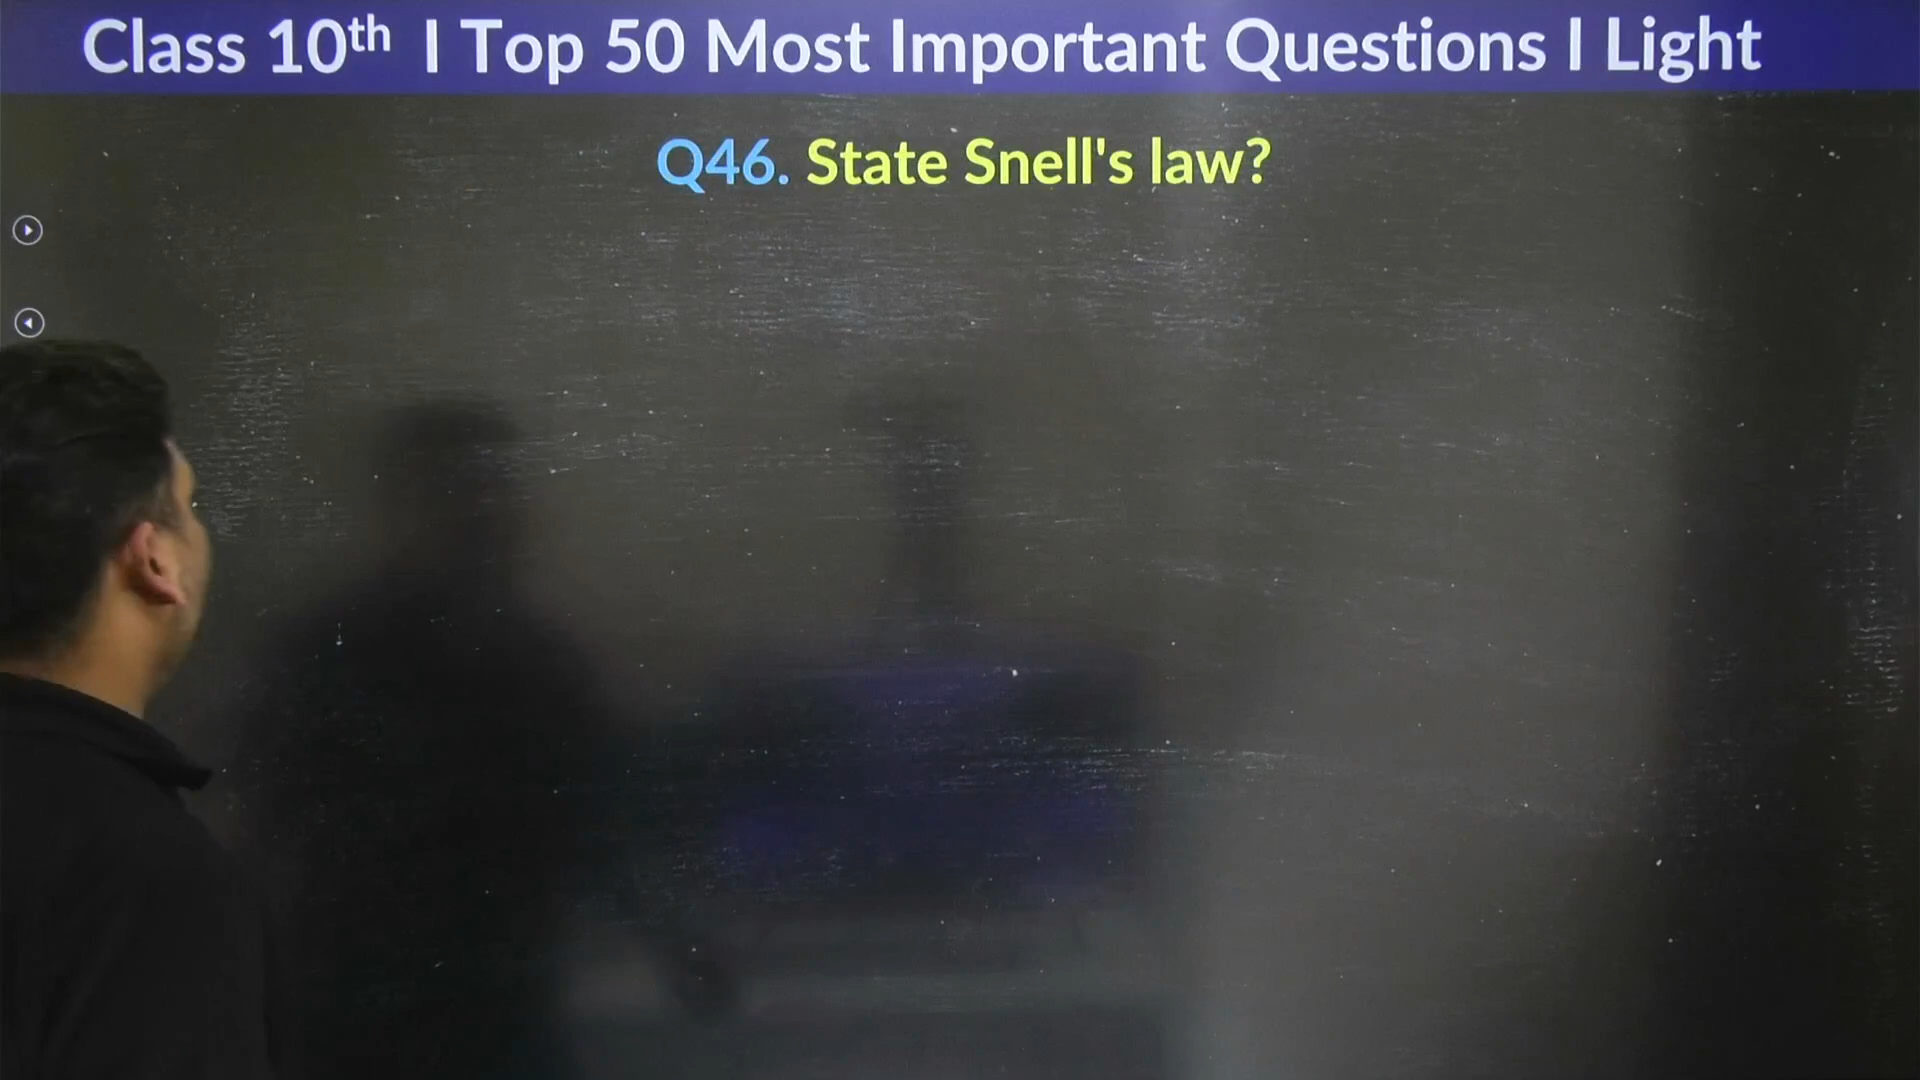 Class 10th I Top 50 Most Important Questions I Light
Q46. State Snell's law?